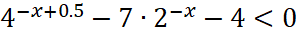 4^{-x+0.5} − 7 · 2^{-x} − 4 < 0